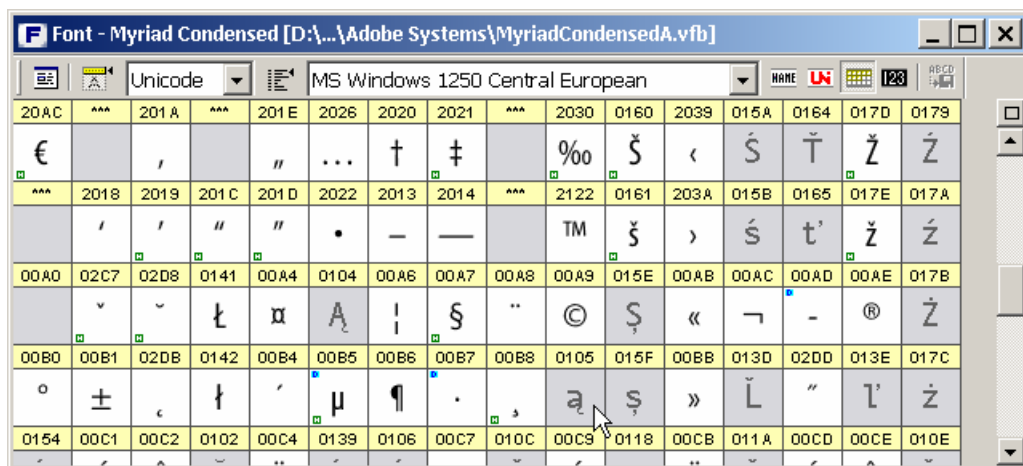 Font - Myriad Condensed [D:\...\Adobe Systems\MyriadCondensedA.vfb]
Unicode MS Windows 1250 Central European NAME UNI 123 ABCD
20AC ^^^ 201A ^^^ 201E 2026 2020 2021 ^^^ 2030 0160 2039 015A 0164 017D 0179
€ ‚ „ … † ‡ ‰ Š ‹ Ś Ť Ž Ź
^^^ 2018 2019 201C 201D 2022 2013 2014 ^^^ 2122 0161 203A 015B 0165 017E 017A
‘ ’ “ ” • – — ™ š › ś ť ž ź
00A0 02C7 02D8 0141 00A4 0104 00A6 00A7 00A8 00A9 015E 00AB 00AC 00AD 00AE 017B
ˇ ˘ Ł ¤ Ą ¦ § ¨ © Ş « ¬ - ® Ż
00B0 00B1 02DB 0142 00B4 00B5 00B6 00B7 00B8 0105 015F 00BB 013D 02DD 013E 017C
° ± ˛ ł ´ µ ¶ · ¸ ą ş » Ľ ˝ ľ ż
0154 00C1 00C2 0102 00C4 0139 0106 00C7 010C 00C9 0118 00CB 011A 00CD 00CE 010E